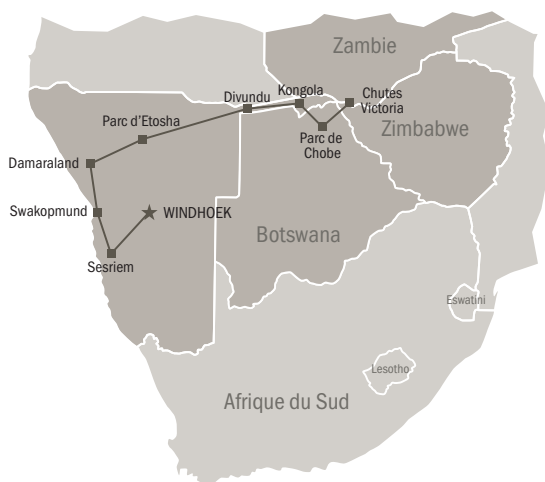 Zambie
Kongola
Divundu
Chutes
Victoria
Parc d'Etosha
Parc de
Chobe
Zimbabwe
Damaraland
Swakopmund
WINDHOEK
Botswana
Sesriem
Eswatini
Lesotho
Afrique du Sud